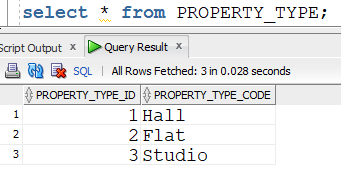 select * from PROPERTY_TYPE;
Script Output x Query Result x
SQL | All Rows Fetched: 3 in 0.028 seconds
PROPERTY_TYPE_ID PROPERTY_TYPE_CODE
1 1 Hall
2 2 Flat
3 3 Studio